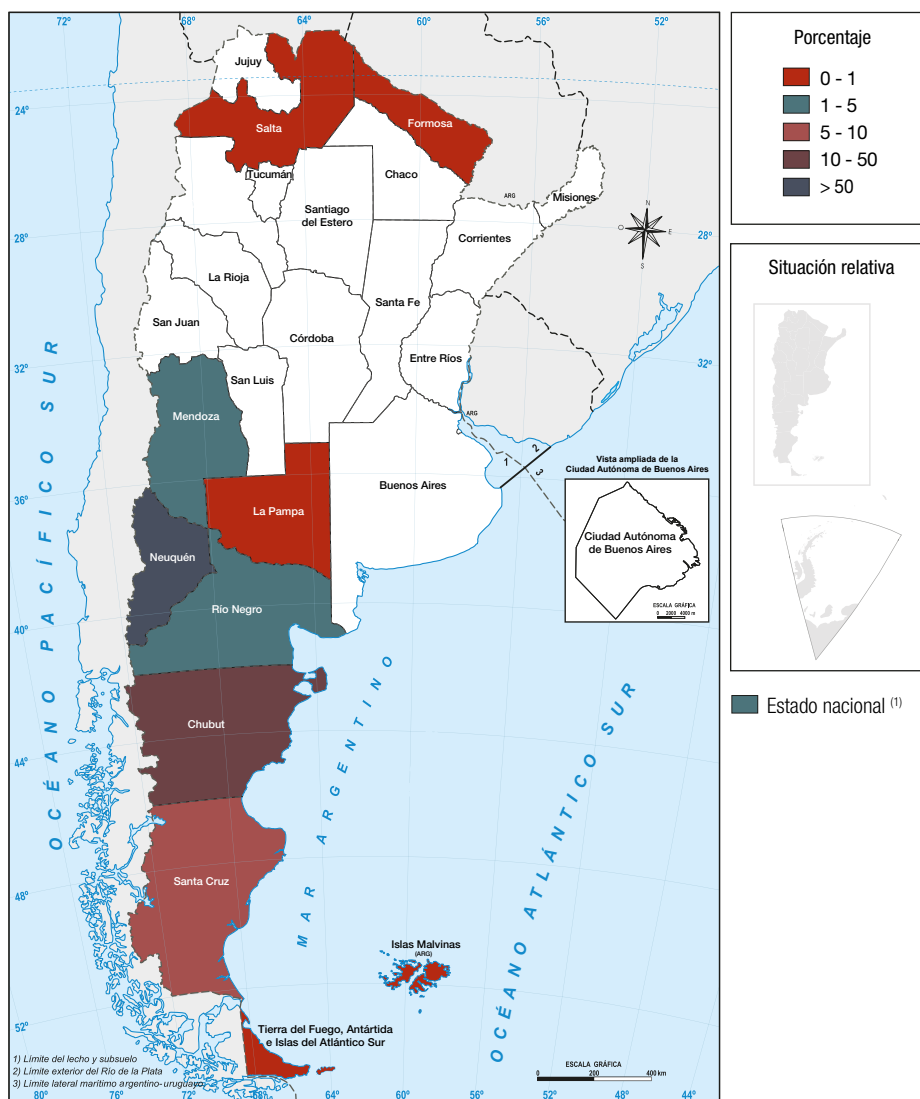 72°
68°
64°
60°
56°
52°
24°
28°
32°
36°
40°
44°
48°
52°
28°
32°
80°
76°
72°
68°
64°
60°
56°
52°
48°
44°
Jujuy
Salta
Formosa
Tucumán
Chaco
Misiones
ARG
Santiago
del Estero
Corrientes
La Rioja
Santa Fe
San Juan
Córdoba
Entre Ríos
San Luis
Mendoza
ARG
1
2
3
Buenos Aires
La Pampa
Neuquén
Río Negro
Chubut
Santa Cruz
Islas Malvinas
(ARG)
Tierra del Fuego, Antártida
e Islas del Atlántico Sur
OCÉANO PACÍFICO SUR
MAR ARGENTINO
OCÉANO ATLÁNTICO SUR
N
O
E
S
Vista ampliada de la
Ciudad Autónoma de Buenos Aires
Ciudad Autónoma
de Buenos Aires
ESCALA GRÁFICA
0 2000 4000 m
1) Límite del lecho y subsuelo
2) Límite exterior del Río de la Plata
3) Límite lateral marítimo argentino-uruguayo
ESCALA GRÁFICA
0 200 400 km
Porcentaje
0 - 1
1 - 5
5 - 10
10 - 50
> 50
Situación relativa
Estado nacional (1)